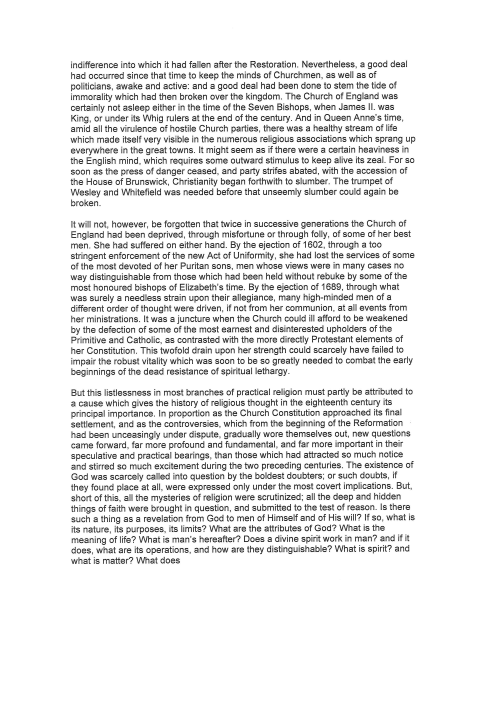 indifference into which it had fallen after the Restoration. Nevertheless, a good deal
had occurred since that time to keep the minds of Churchmen, as well as of
politicians, awake and active: and a good deal had been done to stem the tide of
immorality which had then broken over the kingdom. The Church of England was
certainly not asleep either in the time of the Seven Bishops, when James II. was
King, or under its Whig rulers at the end of the century. And in Queen Anne's time,
amid all the virulence of hostile Church parties, there was a healthy stream of life
which made itself very visible in the numerous religious associations which sprang up
everywhere in the great towns. It might seem as if there were a certain heaviness in
the English mind, which requires some outward stimulus to keep alive its zeal. For so
soon as the press of danger ceased, and party strifes abated, with the accession of
the House of Brunswick, Christianity began forthwith to slumber. The trumpet of
Wesley and Whitefield was needed before that unseemly slumber could again be
broken.

It will not, however, be forgotten that twice in successive generations the Church of
England had been deprived, through misfortune or through folly, of some of her best
men. She had suffered on either hand. By the ejection of 1602, through a too
stringent enforcement of the new Act of Uniformity, she had lost the services of some
of the most devoted of her Puritan sons, men whose views were in many cases no
way distinguishable from those which had been held without rebuke by some of the
most honoured bishops of Elizabeth's time. By the ejection of 1689, through what
was surely a needless strain upon their allegiance, many high-minded men of a
different order of thought were driven, if not from her communion, at all events from
her ministrations. It was a juncture when the Church could ill afford to be weakened
by the defection of some of the most earnest and disinterested upholders of the
Primitive and Catholic, as contrasted with the more directly Protestant elements of
her Constitution. This twofold drain upon her strength could scarcely have failed to
impair the robust vitality which was soon to be so greatly needed to combat the early
beginnings of the dead resistance of spiritual lethargy.

But this listlessness in most branches of practical religion must partly be attributed to
a cause which gives the history of religious thought in the eighteenth century its
principal importance. In proportion as the Church Constitution approached its final
settlement, and as the controversies, which from the beginning of the Reformation
had been unceasingly under dispute, gradually wore themselves out, new questions
came forward, far more profound and fundamental, and far more important in their
speculative and practical bearings, than those which had attracted so much notice
and stirred so much excitement during the two preceding centuries. The existence of
God was scarcely called into question by the boldest doubters; or such doubts, if
they found place at all, were expressed only under the most covert implications. But,
short of this, all the mysteries of religion were scrutinized; all the deep and hidden
things of faith were brought in question, and submitted to the test of reason. Is there
such a thing as a revelation from God to men of Himself and of His will? If so, what is
its nature, its purposes, its limits? What are the attributes of God? What is the
meaning of life? What is man's hereafter? Does a divine spirit work in man? and if it
does, what are its operations, and how are they distinguishable? What is spirit? and
what is matter? What does